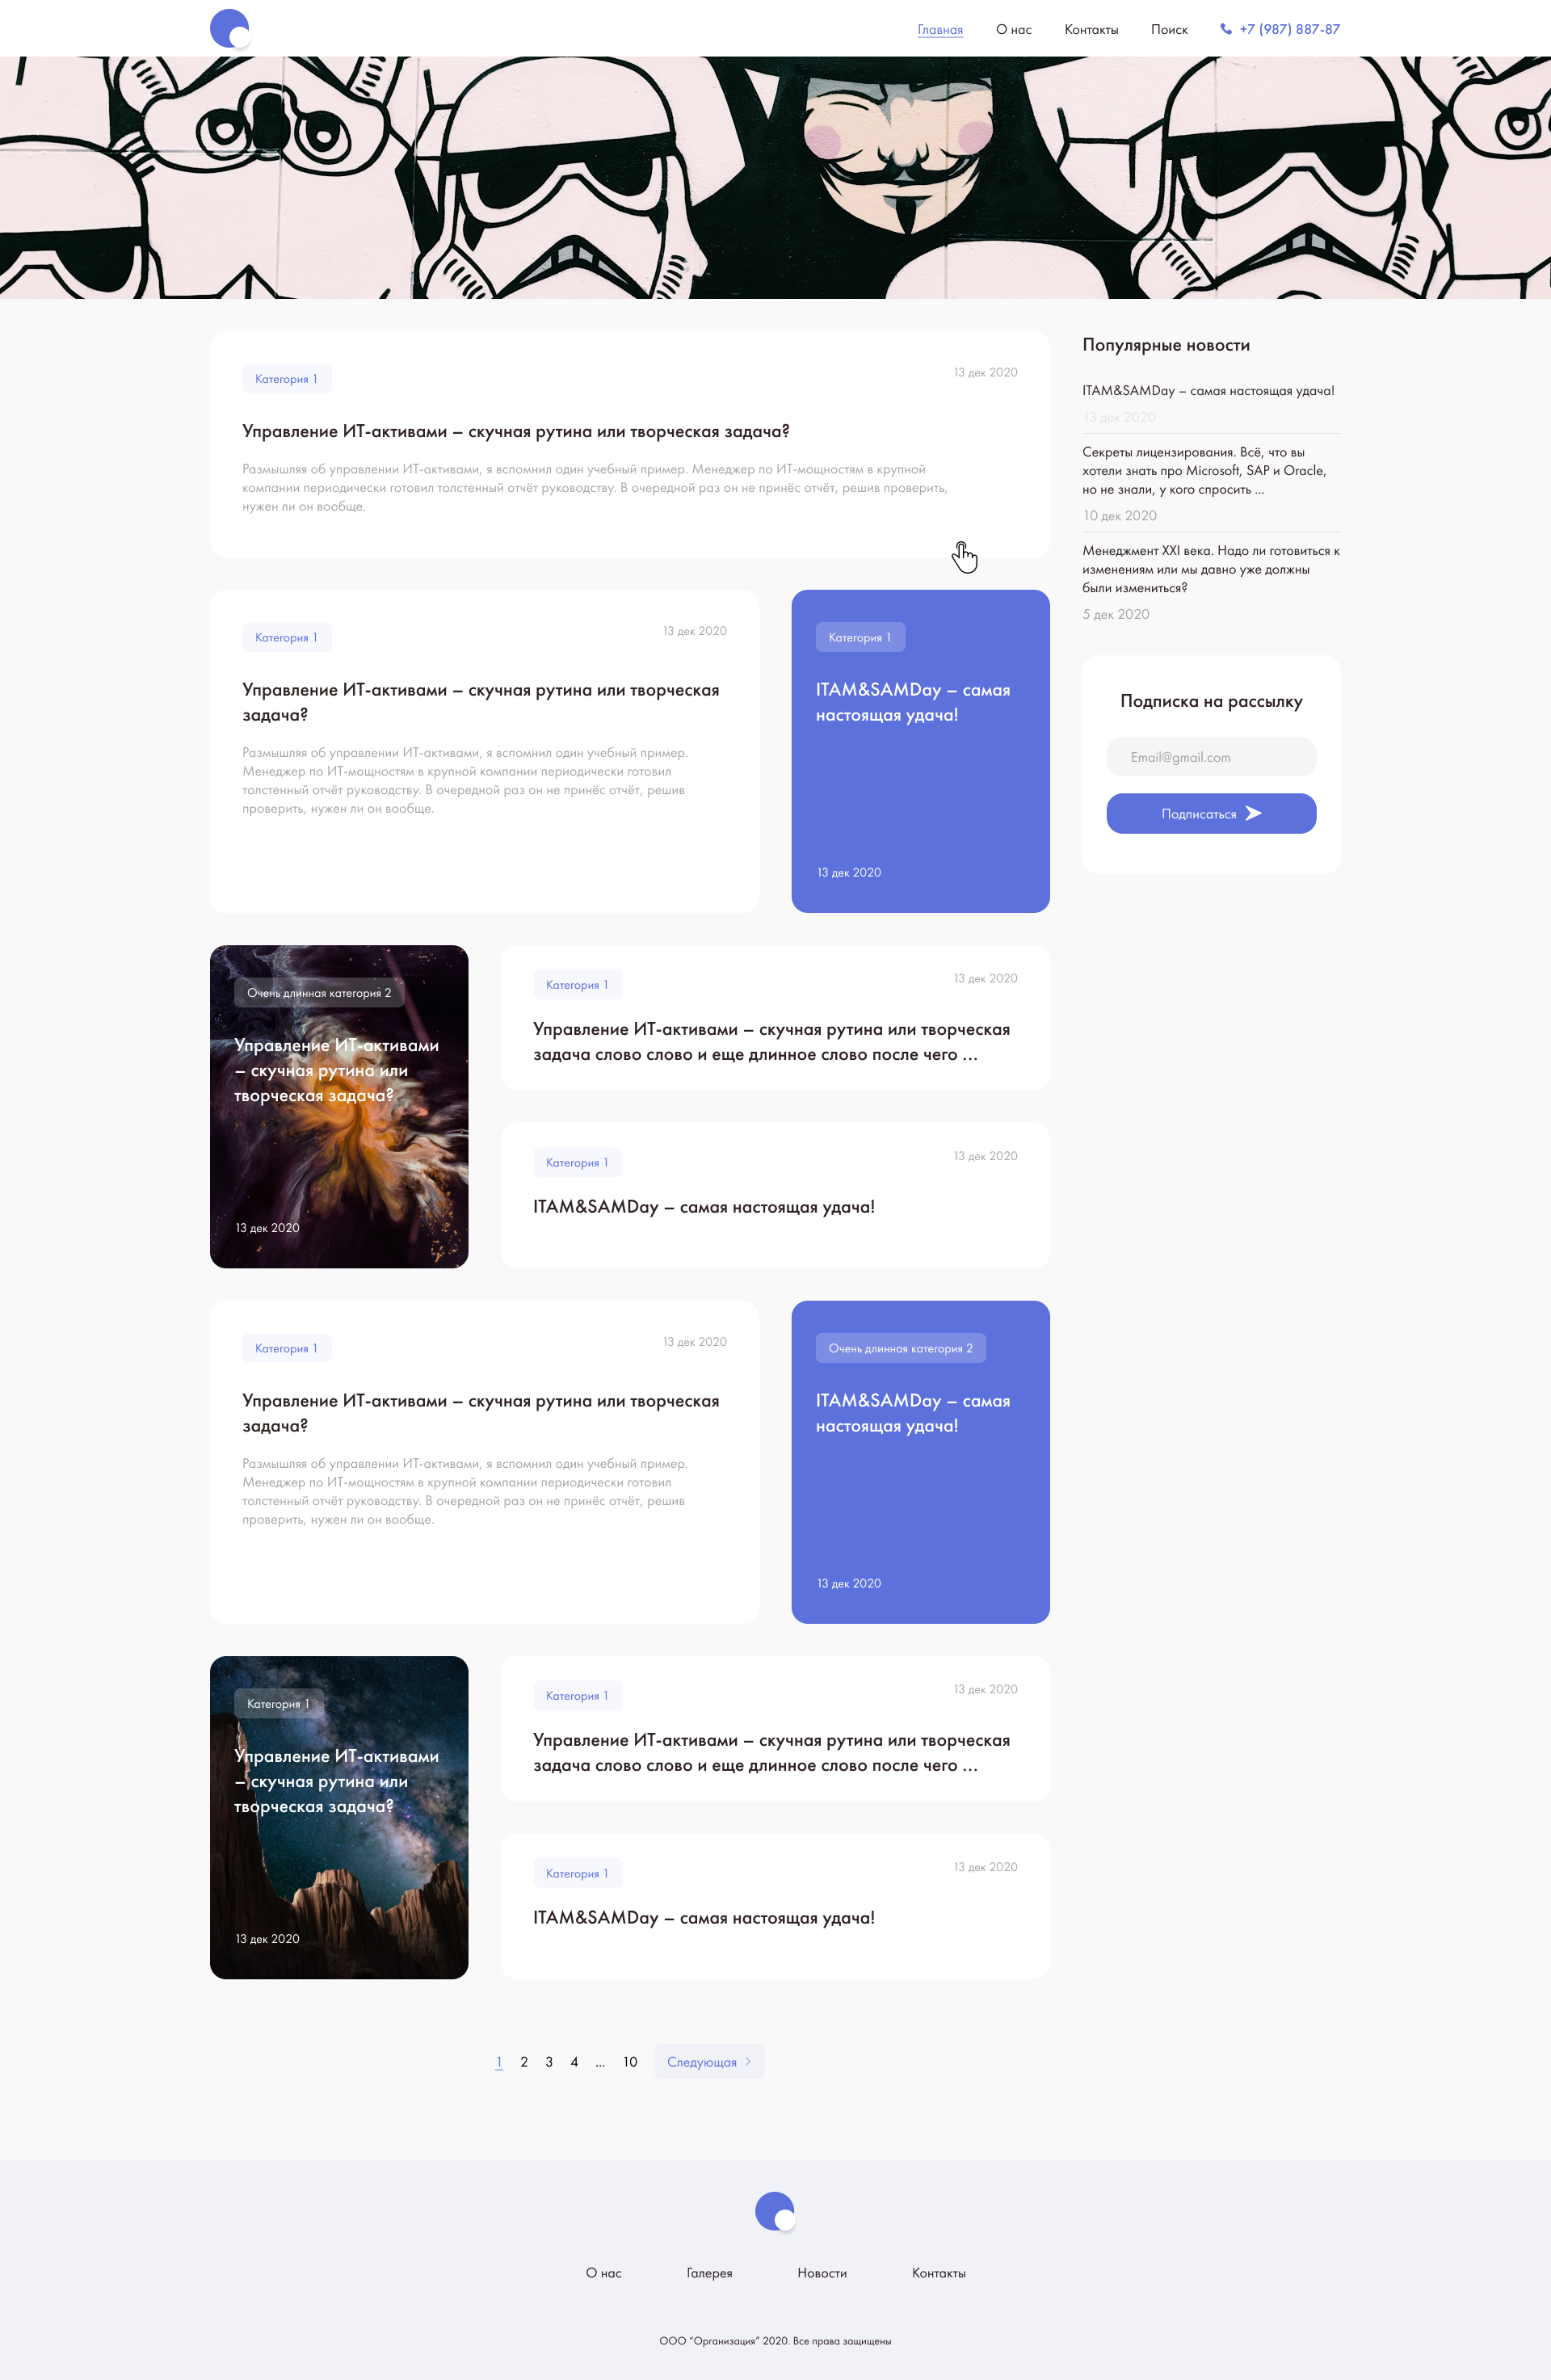 Главная
О нас
Контакты
Поиск
+7 (987) 887-87
Категория 1
13 дек 2020
Управление ИТ-активами – скучная рутина или творческая задача?
Размышляя об управлении ИТ-активами, я вспомнил один учебный пример. Менеджер по ИТ-мощностям в крупной
компании периодически готовил толстенный отчёт руководству. В очередной раз он не принёс отчёт, решив проверить,
нужен ли он вообще.
Категория 1
13 дек 2020
Управление ИТ-активами – скучная рутина или творческая
задача?
Размышляя об управлении ИТ-активами, я вспомнил один учебный пример.
Менеджер по ИТ-мощностям в крупной компании периодически готовил
толстенный отчёт руководству. В очередной раз он не принёс отчёт, решив
проверить, нужен ли он вообще.
Категория 1
ITAM&SAMDay – самая
настоящая удача!
13 дек 2020
Очень длинная категория 2
Управление ИТ-активами
– скучная рутина или
творческая задача?
13 дек 2020
Категория 1
13 дек 2020
Управление ИТ-активами – скучная рутина или творческая
задача слово слово и еще длинное слово после чего ...
Категория 1
13 дек 2020
ITAM&SAMDay – самая настоящая удача!
Категория 1
13 дек 2020
Управление ИТ-активами – скучная рутина или творческая
задача?
Размышляя об управлении ИТ-активами, я вспомнил один учебный пример.
Менеджер по ИТ-мощностям в крупной компании периодически готовил
толстенный отчёт руководству. В очередной раз он не принёс отчёт, решив
проверить, нужен ли он вообще.
Очень длинная категория 2
ITAM&SAMDay – самая
настоящая удача!
13 дек 2020
Категория 1
Управление ИТ-активами
– скучная рутина или
творческая задача?
13 дек 2020
Категория 1
13 дек 2020
Управление ИТ-активами – скучная рутина или творческая
задача слово слово и еще длинное слово после чего ...
Категория 1
13 дек 2020
ITAM&SAMDay – самая настоящая удача!
1 2 3 4 ... 10 Следующая
Популярные новости
ITAM&SAMDay – самая настоящая удача!
13 дек 2020
Секреты лицензирования. Всё, что вы
хотели знать про Microsoft, SAP и Oracle,
но не знали, у кого спросить ...
10 дек 2020
Менеджмент XXI века. Надо ли готовиться к
изменениям или мы давно уже должны
были измениться?
5 дек 2020
Подписка на рассылку
Email@gmail.com
Подписаться
О нас
Галерея
Новости
Контакты
ООО “Организация” 2020. Все права защищены